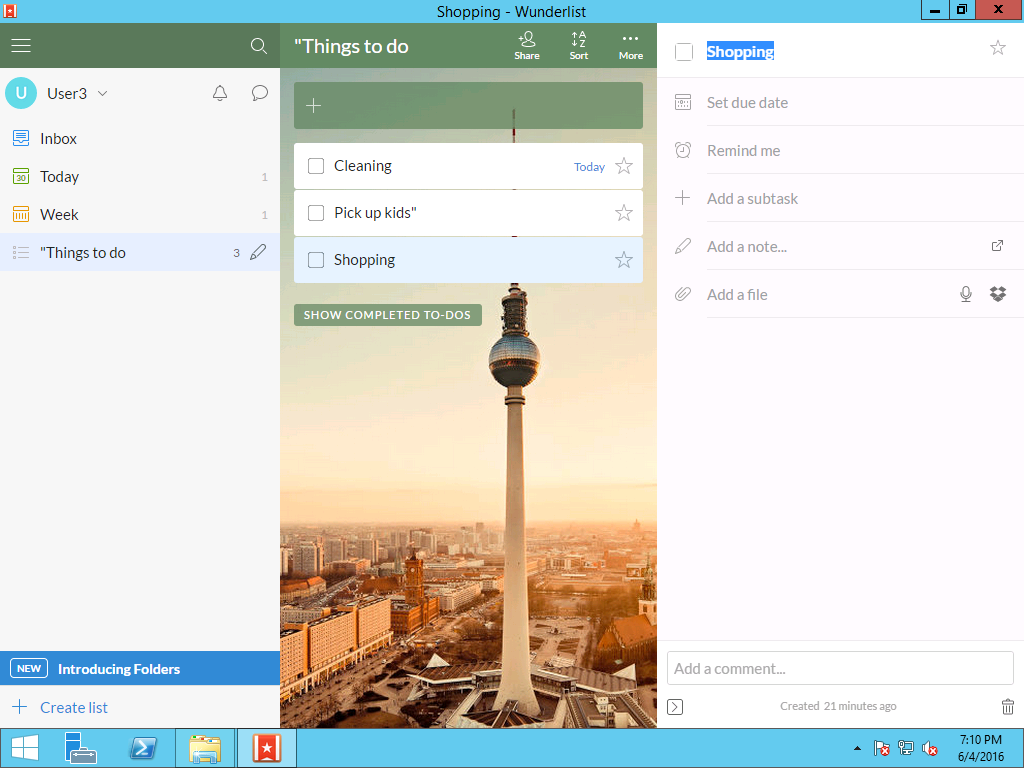 Shopping - Wunderlist
"Things to do
Share
Sort
More
Shopping
U
User3
Inbox
30
Today
1
Week
1
"Things to do
3
Cleaning
Today
Pick up kids"
Shopping
SHOW COMPLETED TO-DOS
Set due date
Remind me
Add a subtask
Add a note...
Add a file
NEW
Introducing Folders
Create list
Add a comment...
Created 21 minutes ago
7:10 PM
6/4/2016